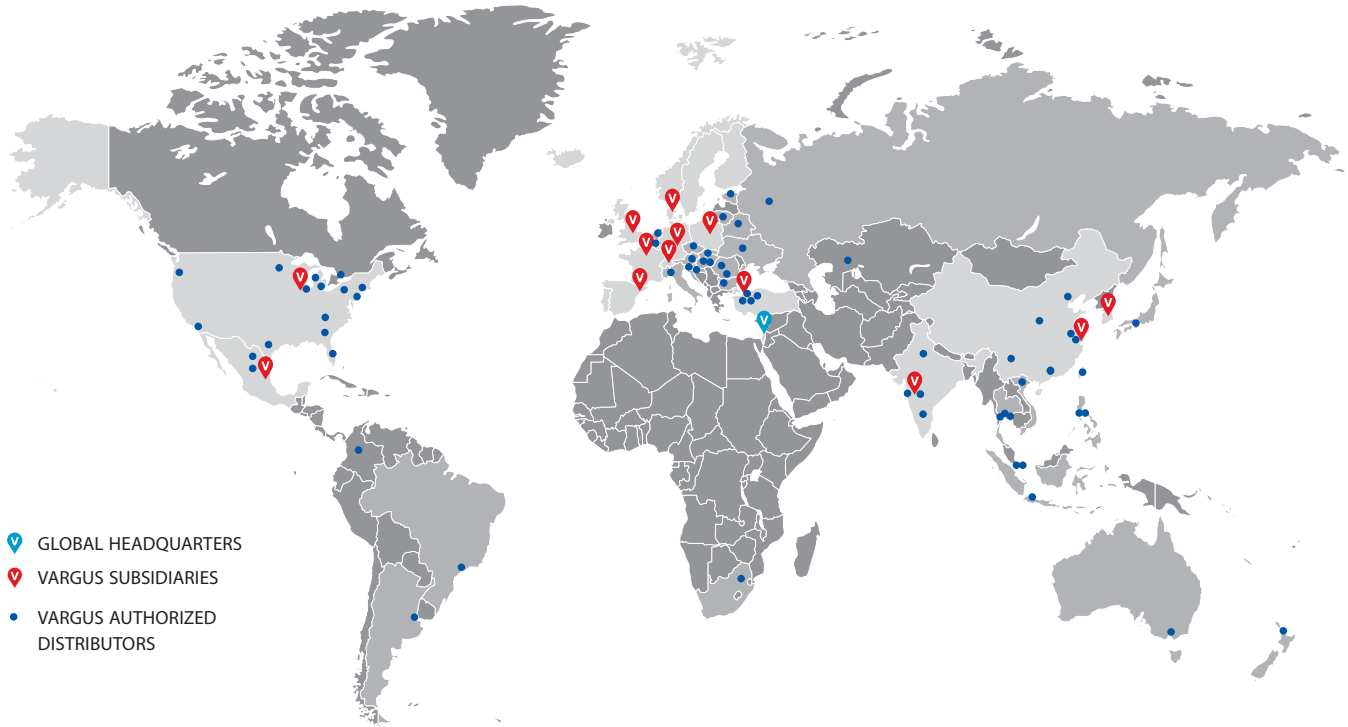 GLOBAL HEADQUARTERS
VARGUS SUBSIDIARIES
VARGUS AUTHORIZED
DISTRIBUTORS